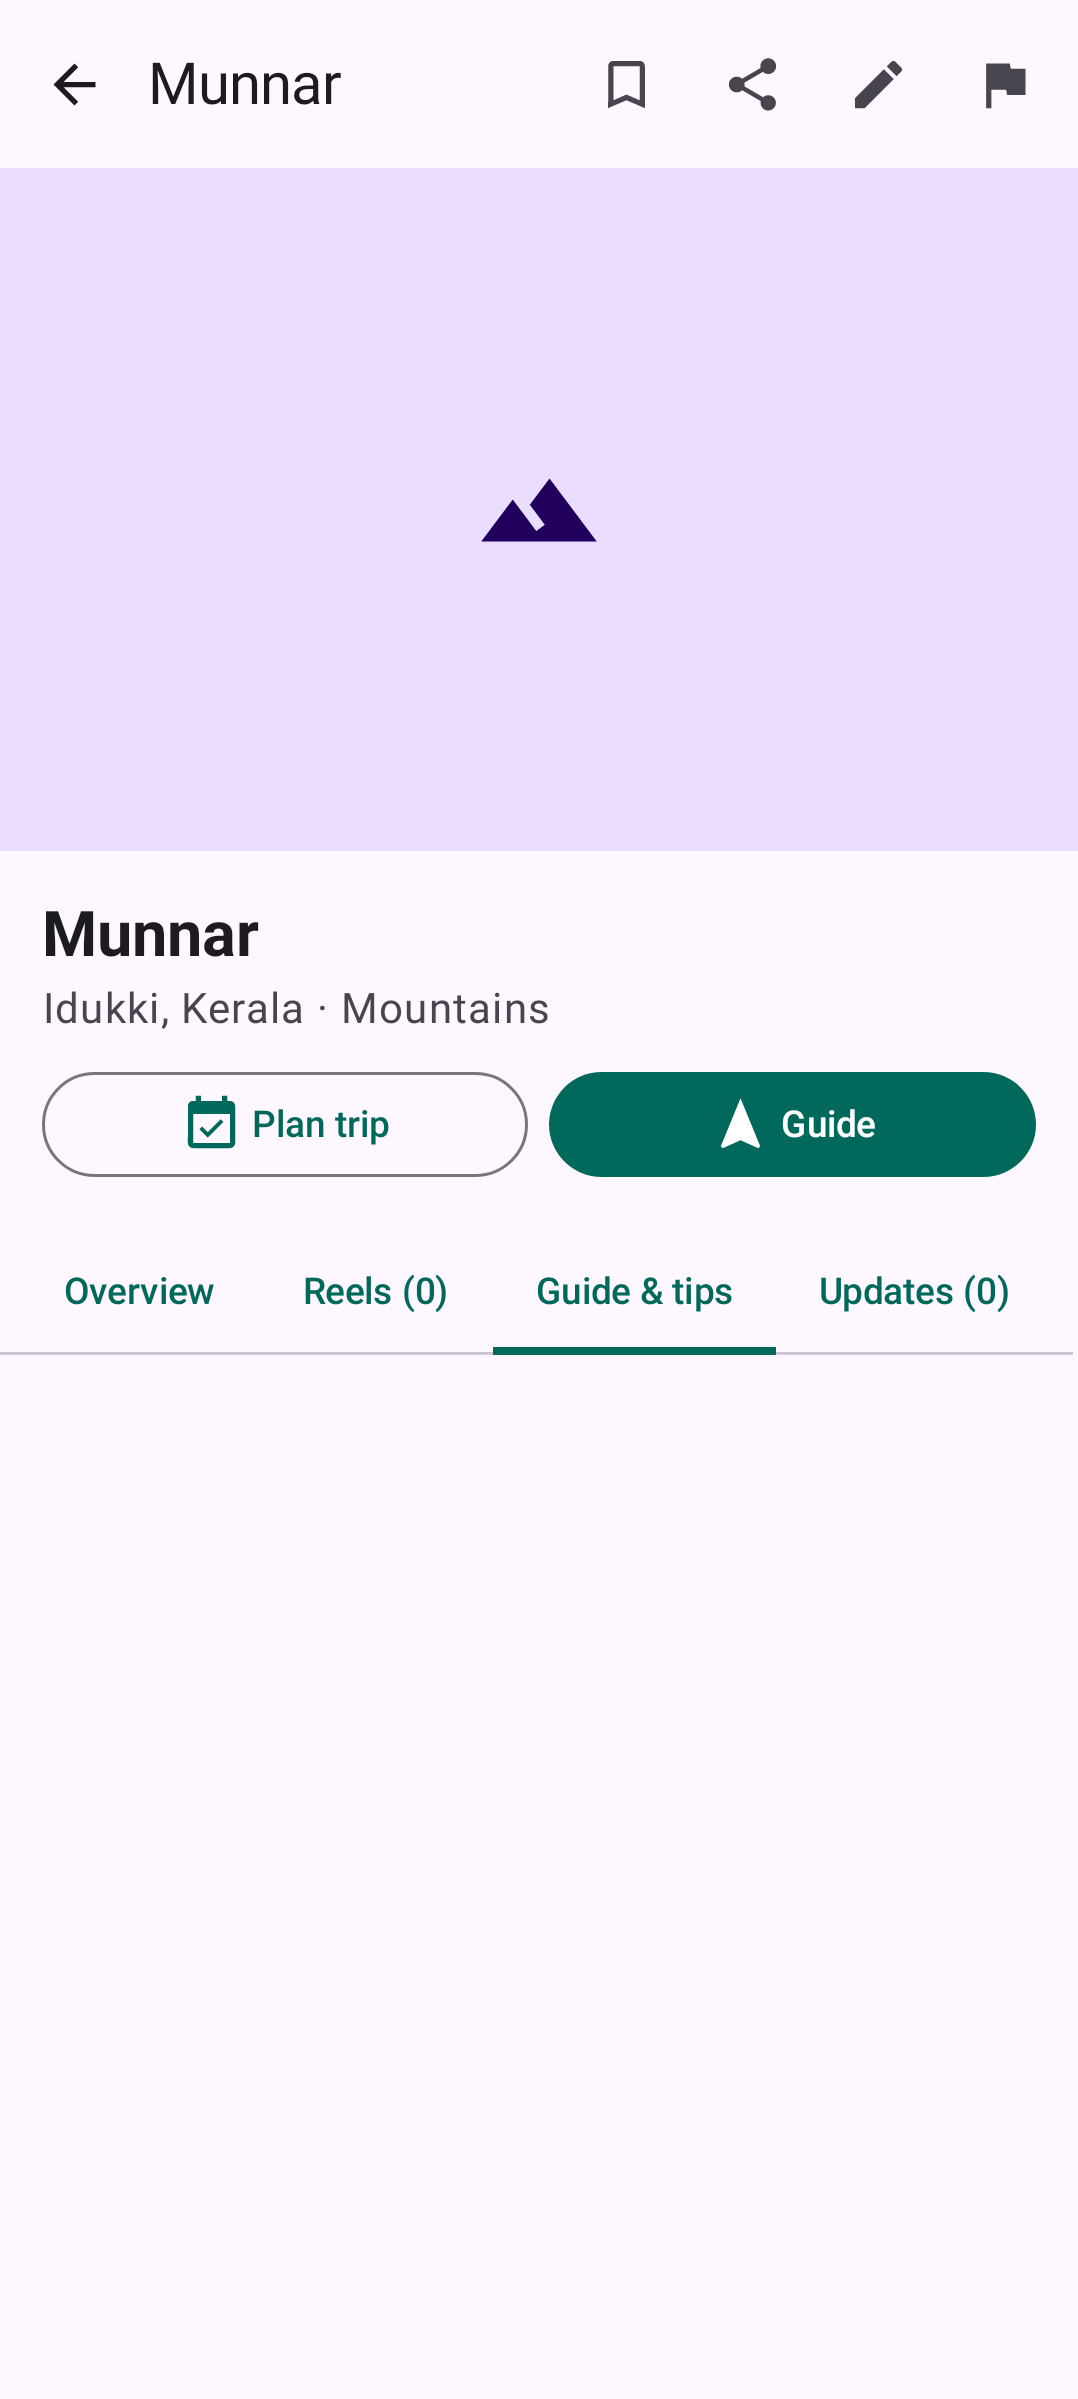 Munnar
Munnar
Idukki, Kerala · Mountains
Plan trip
Guide
Overview
Reels (0)
Guide & tips
Updates (0)